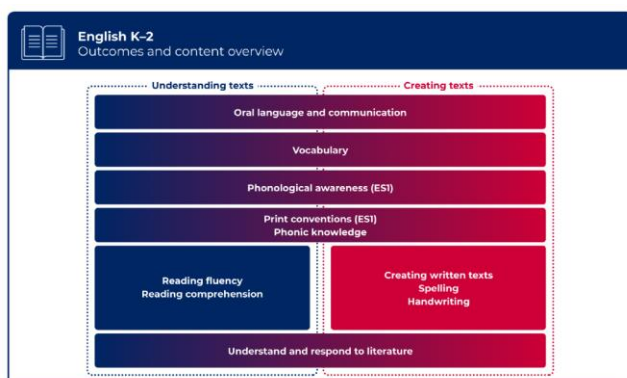 English K–2
Outcomes and content overview
Understanding texts
Creating texts
Oral language and communication
Vocabulary
Phonological awareness (ES1)
Print conventions (ES1)
Phonic knowledge
Reading fluency
Reading comprehension
Creating written texts
Spelling
Handwriting
Understand and respond to literature